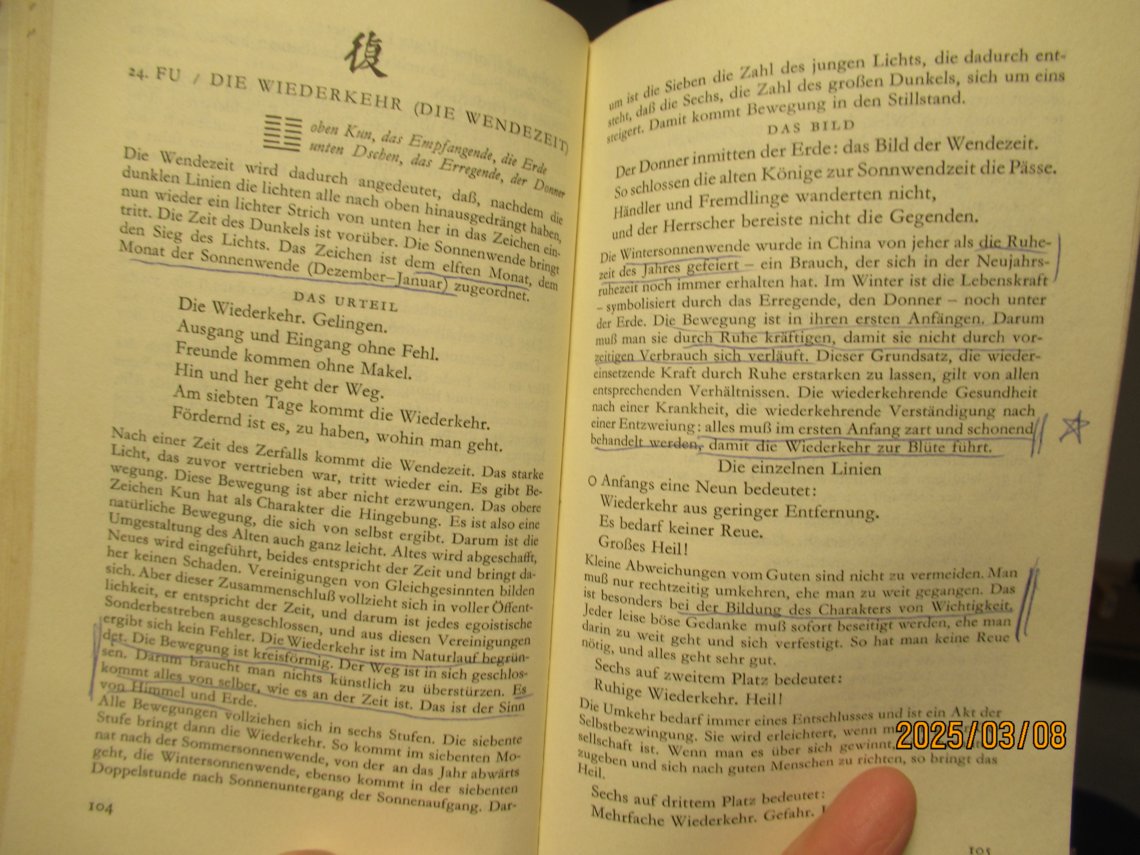 復
24. FU / DIE WIEDERKEHR (DIE WENDEZEIT)
oben Kun, das Empfangende, die Erde
unten Dschen, das Erregende, der Donner
Die Wendezeit wird dadurch angedeutet, daß, nachdem die
dunklen Linien die lichten alle nach oben hinausgedrängt haben,
nun wieder ein lichter Strich von unten her in das Zeichen ein-
tritt. Die Zeit des Dunkels ist vorüber. Die Sonnenwende bringt
den Sieg des Lichts. Das Zeichen ist dem elften Monat, dem
Monat der Sonnenwende (Dezember–Januar) zugeordnet.
DAS URTEIL
Die Wiederkehr. Gelingen.
Ausgang und Eingang ohne Fehl.
Freunde kommen ohne Makel.
Hin und her geht der Weg.
Am siebten Tage kommt die Wiederkehr.
Fördernd ist es, zu haben, wohin man geht.
Nach einer Zeit des Zerfalls kommt die Wendezeit. Das starke
Licht, das zuvor vertrieben war, tritt wieder ein. Es gibt Be-
wegung. Diese Bewegung ist aber nicht erzwungen. Das obere
Zeichen Kun hat als Charakter die Hingebung. Es ist also eine
natürliche Bewegung, die sich von selbst ergibt. Darum ist die
Umgestaltung des Alten auch ganz leicht. Altes wird abgeschafft,
Neues wird eingeführt, beides entspricht der Zeit und bringt da-
her keinen Schaden. Vereinigungen von Gleichgesinnten bilden
sich. Aber dieser Zusammenschluß vollzieht sich in voller Öffent-
lichkeit, er entspricht der Zeit, und darum ist jedes egoistische
Sonderbestreben ausgeschlossen, und aus diesen Vereinigungen
ergibt sich kein Fehler. Die Wiederkehr ist im Naturlauf begrün-
det. Die Bewegung ist kreisförmig. Der Weg ist in sich geschlos-
sen. Darum braucht man nichts künstlich zu überstürzen. Es
kommt alles von selber, wie es an der Zeit ist. Das ist der Sinn
von Himmel und Erde.
Alle Bewegungen vollziehen sich in sechs Stufen. Die siebente
Stufe bringt dann die Wiederkehr. So kommt im siebenten Mo-
nat nach der Sommersonnenwende, von der an das Jahr abwärts
geht, die Wintersonnenwende, ebenso kommt in der siebenten
Doppelstunde nach Sonnenuntergang der Sonnenaufgang. Dar-
104
um ist die Sieben die Zahl des jungen Lichts, die dadurch ent-
steht, daß die Sechs, die Zahl des großen Dunkels, sich um eins
steigert. Damit kommt Bewegung in den Stillstand.
DAS BILD
Der Donner inmitten der Erde: das Bild der Wendezeit.
So schlossen die alten Könige zur Sonnwendzeit die Pässe.
Händler und Fremdlinge wanderten nicht,
und der Herrscher bereiste nicht die Gegenden.
Die Wintersonnenwende wurde in China von jeher als die Ruhe-
zeit des Jahres gefeiert – ein Brauch, der sich in der Neujahrs-
ruhezeit noch immer erhalten hat. Im Winter ist die Lebenskraft
– symbolisiert durch das Erregende, den Donner – noch unter
der Erde. Die Bewegung ist in ihren ersten Anfängen. Darum
muß man sie durch Ruhe kräftigen, damit sie nicht durch vor-
zeitigen Verbrauch sich verläuft. Dieser Grundsatz, die wieder-
einsetzende Kraft durch Ruhe erstarken zu lassen, gilt von allen
entsprechenden Verhältnissen. Die wiederkehrende Gesundheit
nach einer Krankheit, die wiederkehrende Verständigung nach
einer Entzweiung: alles muß im ersten Anfang zart und schonend
behandelt werden, damit die Wiederkehr zur Blüte führt.
Die einzelnen Linien
O Anfangs eine Neun bedeutet:
Wiederkehr aus geringer Entfernung.
Es bedarf keiner Reue.
Großes Heil!
Kleine Abweichungen vom Guten sind nicht zu vermeiden. Man
muß nur rechtzeitig umkehren, ehe man zu weit gegangen. Das
ist besonders bei der Bildung des Charakters von Wichtigkeit.
Jeder leise böse Gedanke muß sofort beseitigt werden, ehe man
darin zu weit geht und sich verfestigt. So hat man keine Reue
nötig, und alles geht sehr gut.
Sechs auf zweitem Platz bedeutet:
Ruhige Wiederkehr. Heil!
Die Umkehr bedarf immer eines Entschlusses und ist ein Akt der
Selbstbezwingung. Sie wird erleichtert, wenn
sellschaft ist. Wenn man es über sich gewinnt,
zugeben und sich nach guten Menschen zu richten, so bringt das
Heil.
Sechs auf drittem Platz bedeutet:
Mehrfache Wiederkehr. Gefahr.
105
2025/03/08